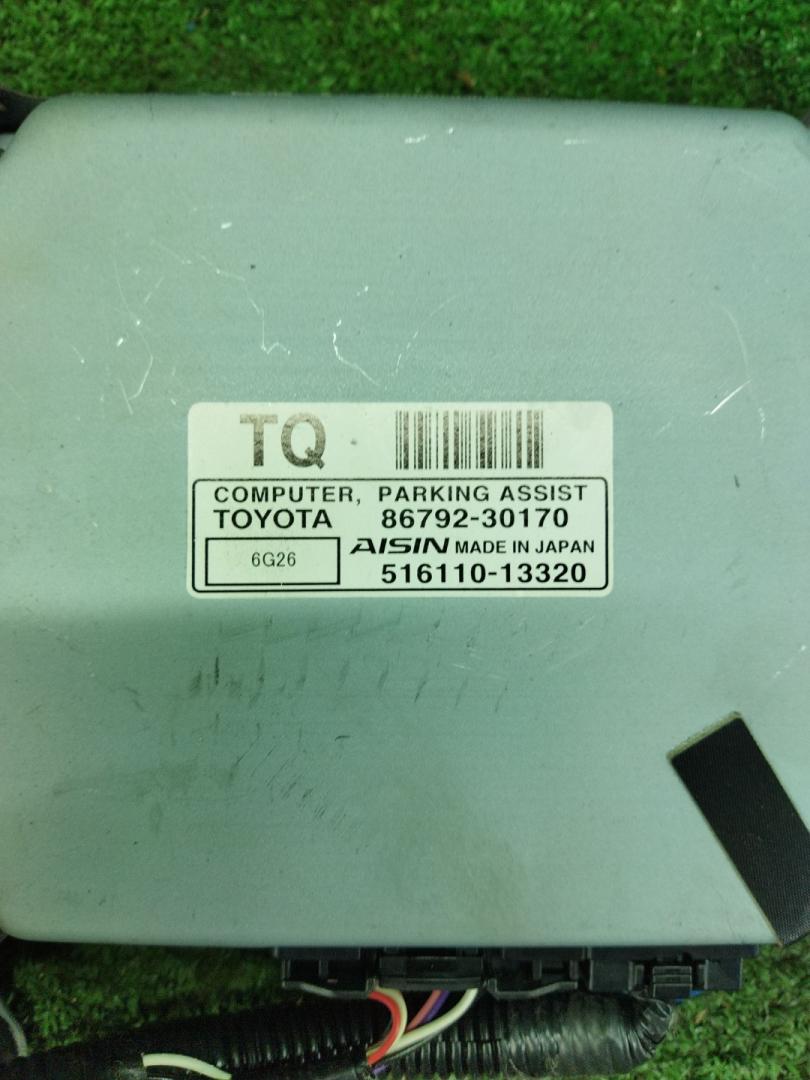 TQ
COMPUTER, PARKING ASSIST
TOYOTA 86792-30170
6G26 AISIN MADE IN JAPAN
516110-13320